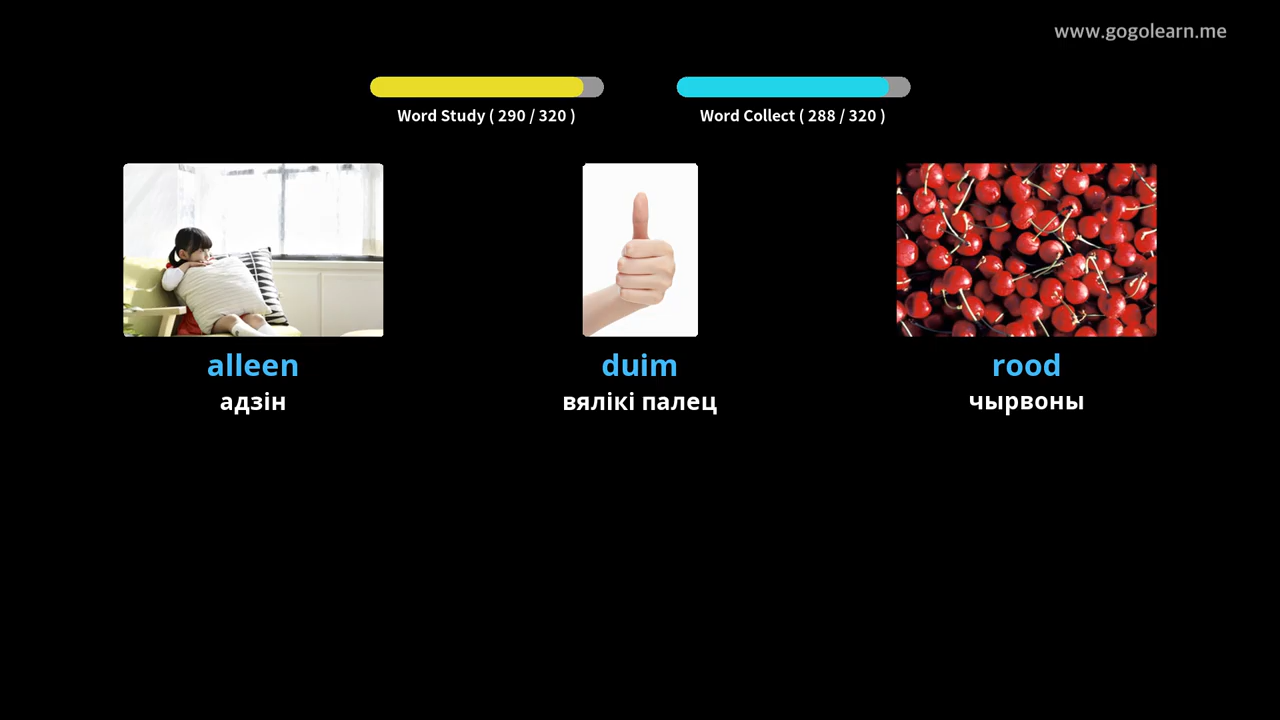 www.gogolearn.me
Word Study ( 290 / 320 )
Word Collect ( 288 / 320 )
alleen
duim
rood
адзін
вялікі палец
чырвоны